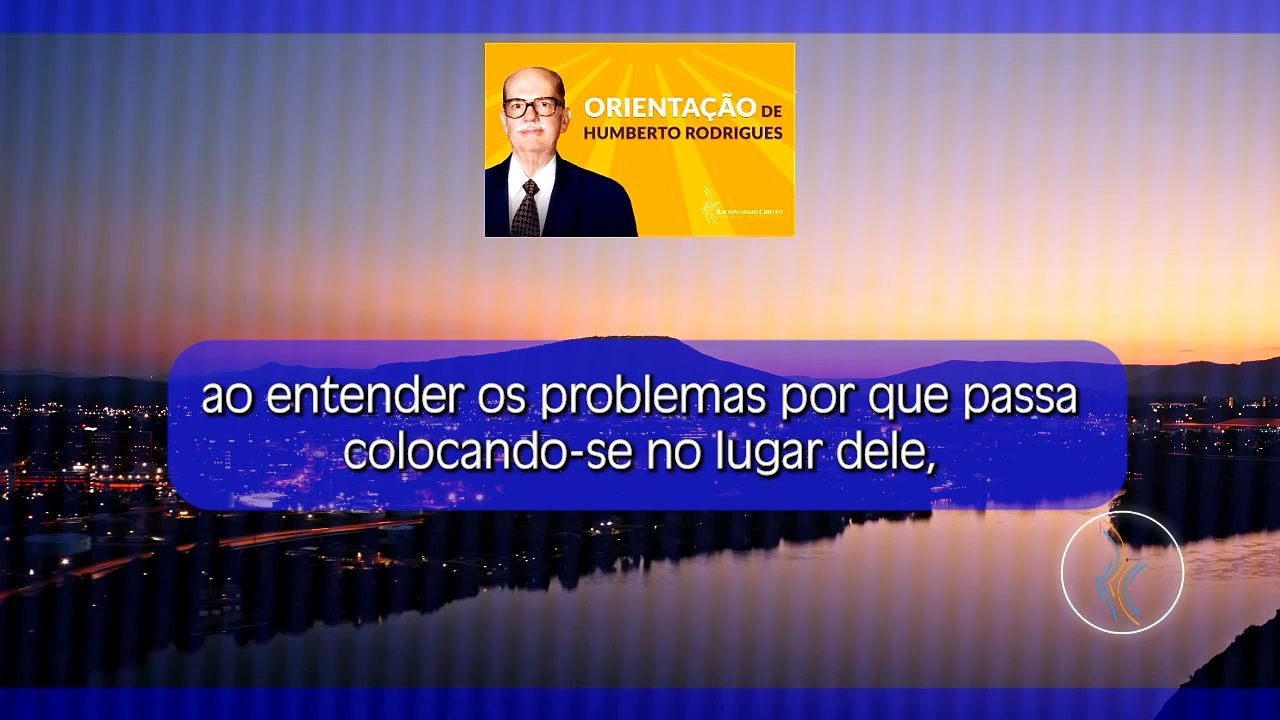 ORIENTAÇÃO DE
HUMBERTO RODRIGUES
RACIONALISMO CRISTÃO
ao entender os problemas por que passa
colocando-se no lugar dele,